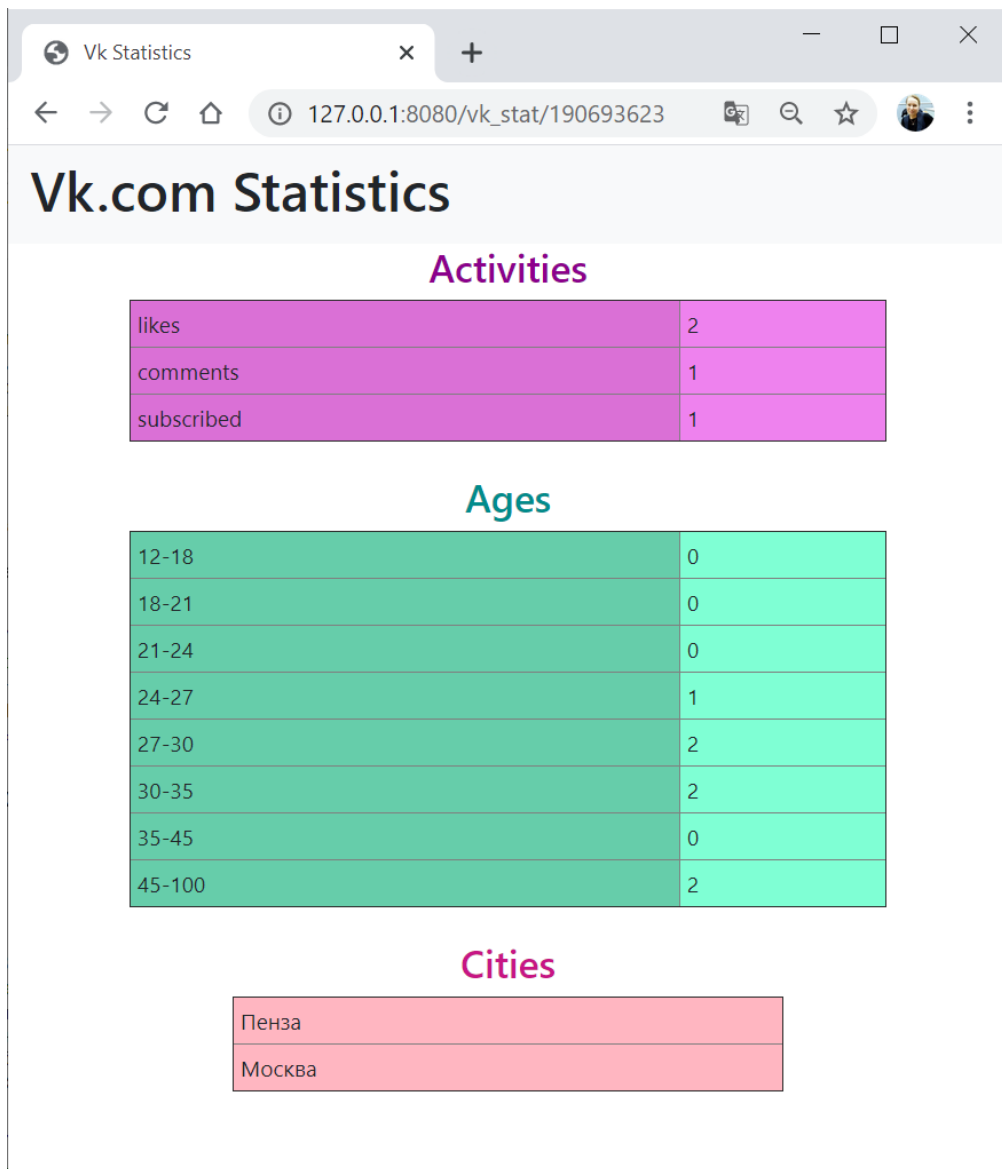 Vk Statistics
127.0.0.1:8080/vk_stat/190693623
Vk.com Statistics
Activities
likes 2
comments 1
subscribed 1
Ages
12-18 0
18-21 0
21-24 0
24-27 1
27-30 2
30-35 2
35-45 0
45-100 2
Cities
Пенза
Москва